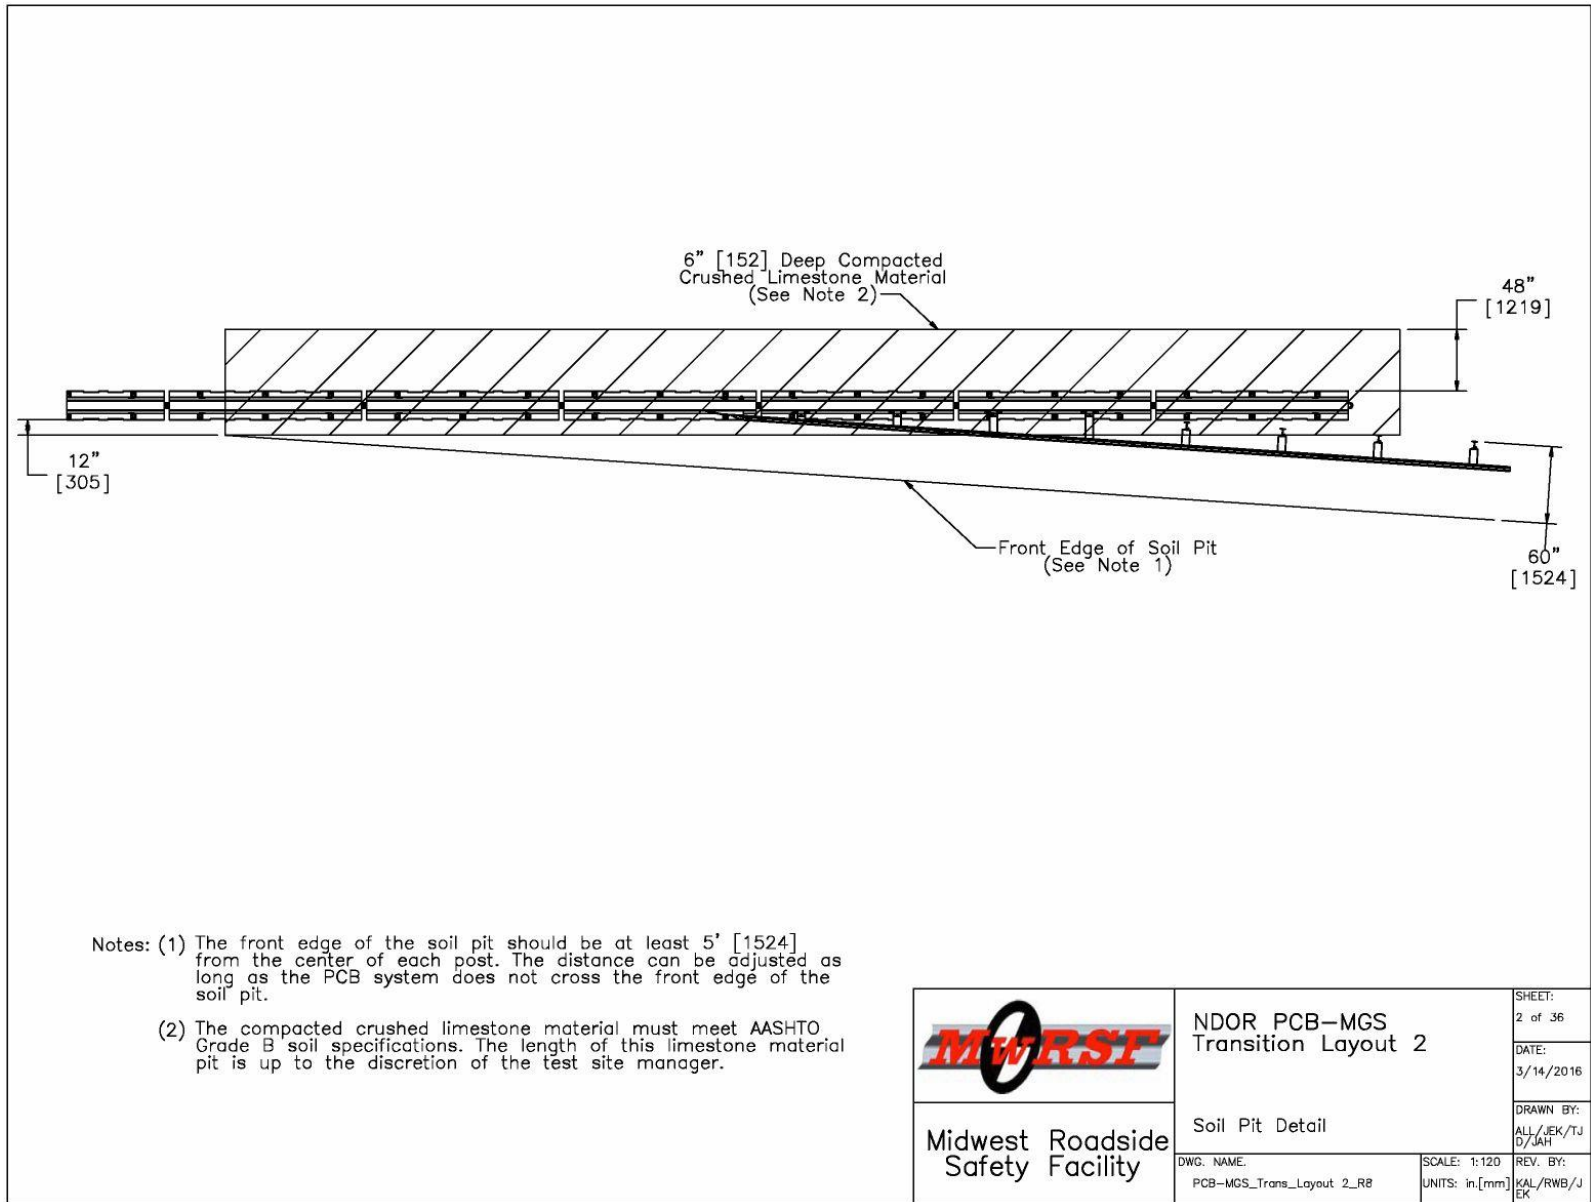 6" [152] Deep Compacted
Crushed Limestone Material
(See Note 2)
48"
[1219]
12"
[305]
Front Edge of Soil Pit
(See Note 1)
60"
[1524]
Notes: (1) The front edge of the soil pit should be at least 5' [1524]
from the center of each post. The distance can be adjusted as
long as the PCB system does not cross the front edge of the
soil pit.
(2) The compacted crushed limestone material must meet AASHTO
Grade B soil specifications. The length of this limestone material
pit is up to the discretion of the test site manager.
MwRSF
Midwest Roadside
Safety Facility
NDOR PCB-MGS
Transition Layout 2
Soil Pit Detail
DWG. NAME.
PCB-MGS_Trans_Layout 2_R8
SCALE: 1:120
UNITS: in.[mm]
SHEET:
2 of 36
DATE:
3/14/2016
DRAWN BY:
ALL/JEK/TJ
D/JAH
REV. BY:
KAL/RWB/J
EK